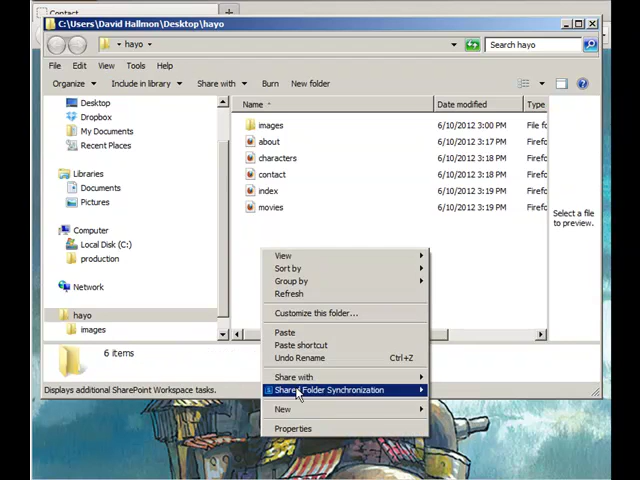 Contact
C:\Users\David Hallmon\Desktop\hayo
hayo
Search hayo
File Edit View Tools Help
Organize Include in library Share with Burn New folder
Desktop
Dropbox
My Documents
Recent Places
Libraries
Documents
Pictures
Computer
Local Disk (C:)
production
Network
hayo
images
Name Date modified Type
images 6/10/2012 3:00 PM File fo
about 6/10/2012 3:17 PM Firefo
characters 6/10/2012 3:18 PM Firefo
contact 6/10/2012 3:18 PM Firefo
index 6/10/2012 3:19 PM Firefo
movies 6/10/2012 3:19 PM Firefo
Select a file
to preview.
View
Sort by
Group by
Refresh
Customize this folder...
Paste
Paste shortcut
Undo Rename Ctrl+Z
Share with
Shared Folder Synchronization
New
Properties
6 items
Displays additional SharePoint Workspace tasks.